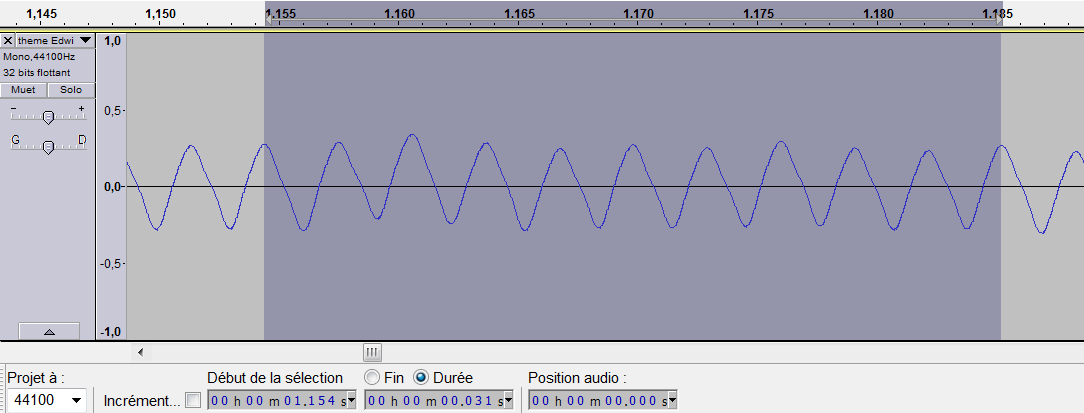 1,145 1,150 1.155 1.160 1.165 1.170 1.175 1.180 1.185
X theme Edwi 1,0
Mono,44100Hz
32 bits flottant
Muet Solo
- + 0,5-
G D
0,0-
-0,5-
-1,0
Projet à : Début de la sélection Fin Durée Position audio :
44100 Incrément... 00 h 00 m 01.154 s 00 h 00 m 00.031 s 00 h 00 m 00.000 s